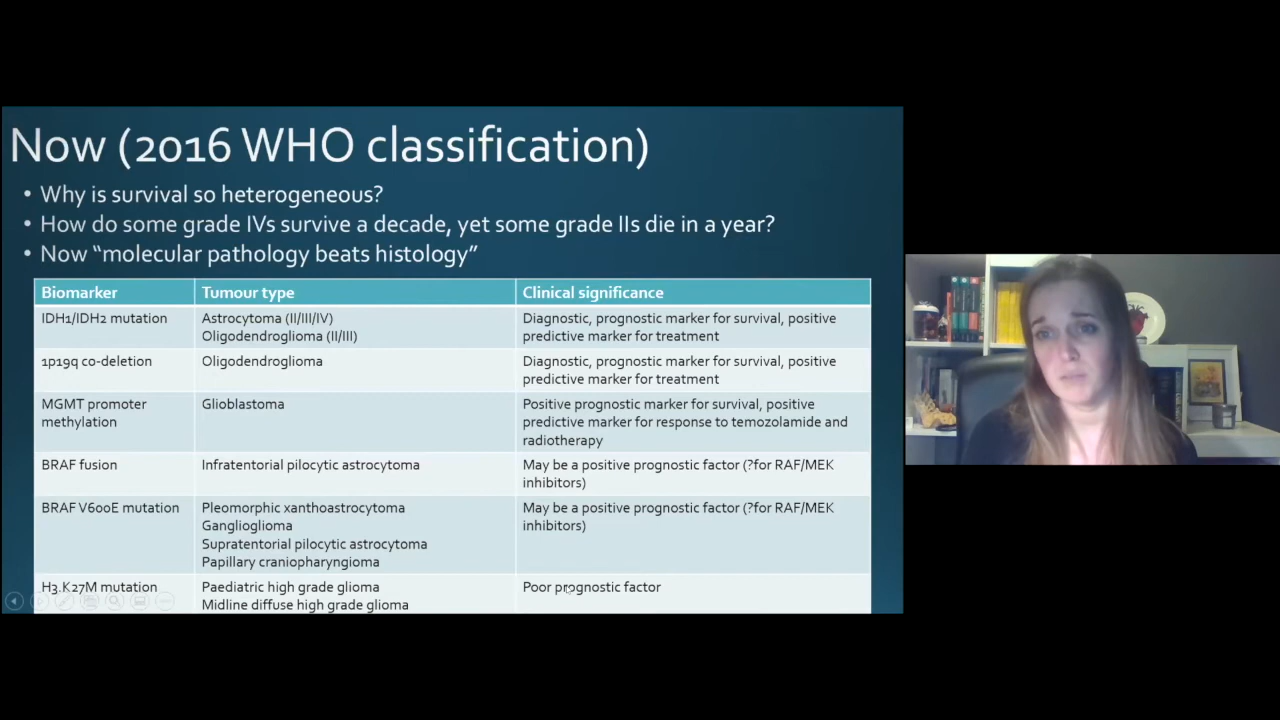 Now (2016 WHO classification)
• Why is survival so heterogeneous?
• How do some grade IVs survive a decade, yet some grade IIs die in a year?
• Now “molecular pathology beats histology”
Biomarker Tumour type Clinical significance
IDH1/IDH2 mutation Astrocytoma (II/III/IV) Diagnostic, prognostic marker for survival, positive
Oligodendroglioma (II/III) predictive marker for treatment
1p19q co-deletion Oligodendroglioma Diagnostic, prognostic marker for survival, positive
predictive marker for treatment
MGMT promoter Glioblastoma Positive prognostic marker for survival, positive
methylation predictive marker for response to temozolamide and
radiotherapy
BRAF fusion Infratentorial pilocytic astrocytoma May be a positive prognostic factor (?for RAF/MEK
inhibitors)
BRAF V600E mutation Pleomorphic xanthoastrocytoma May be a positive prognostic factor (?for RAF/MEK
Ganglioglioma inhibitors)
Supratentorial pilocytic astrocytoma
Papillary craniopharyngioma
H3.K27M mutation Paediatric high grade glioma Poor prognostic factor
Midline diffuse high grade glioma